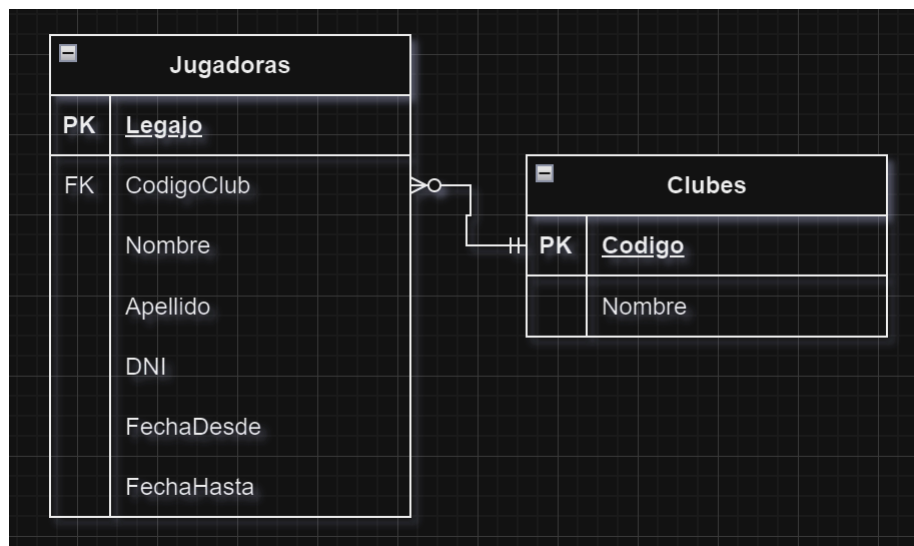 Jugadoras
PK Legajo
FK CodigoClub
Nombre
Apellido
DNI
FechaDesde
FechaHasta
Clubes
PK Codigo
Nombre